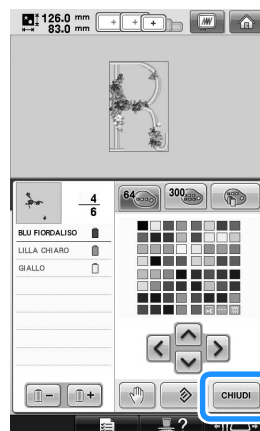 126.0 mm
83.0 mm
4
6
64
300
BLU FIORDALISO
LILLA CHIARO
GIALLO
CHIUDI
?